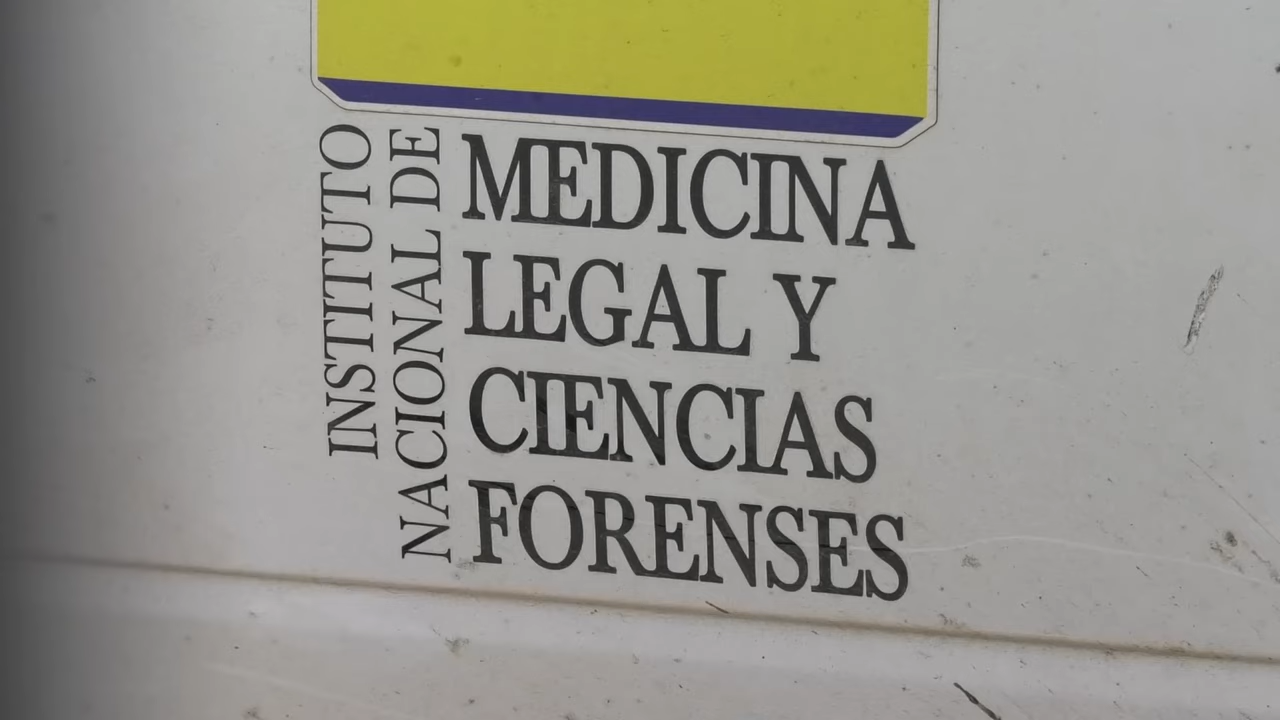 INSTITUTO
NACIONAL DE
MEDICINA
LEGAL Y
CIENCIAS
FORENSES